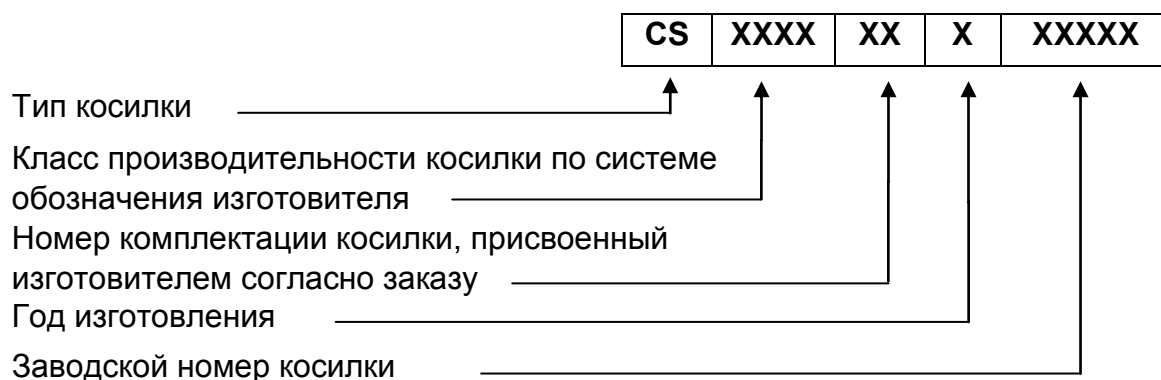 CS XXXX XX X XXXXX
Тип косилки
Класс производительности косилки по системе
обозначения изготовителя
Номер комплектации косилки, присвоенный
изготовителем согласно заказу
Год изготовления
Заводской номер косилки